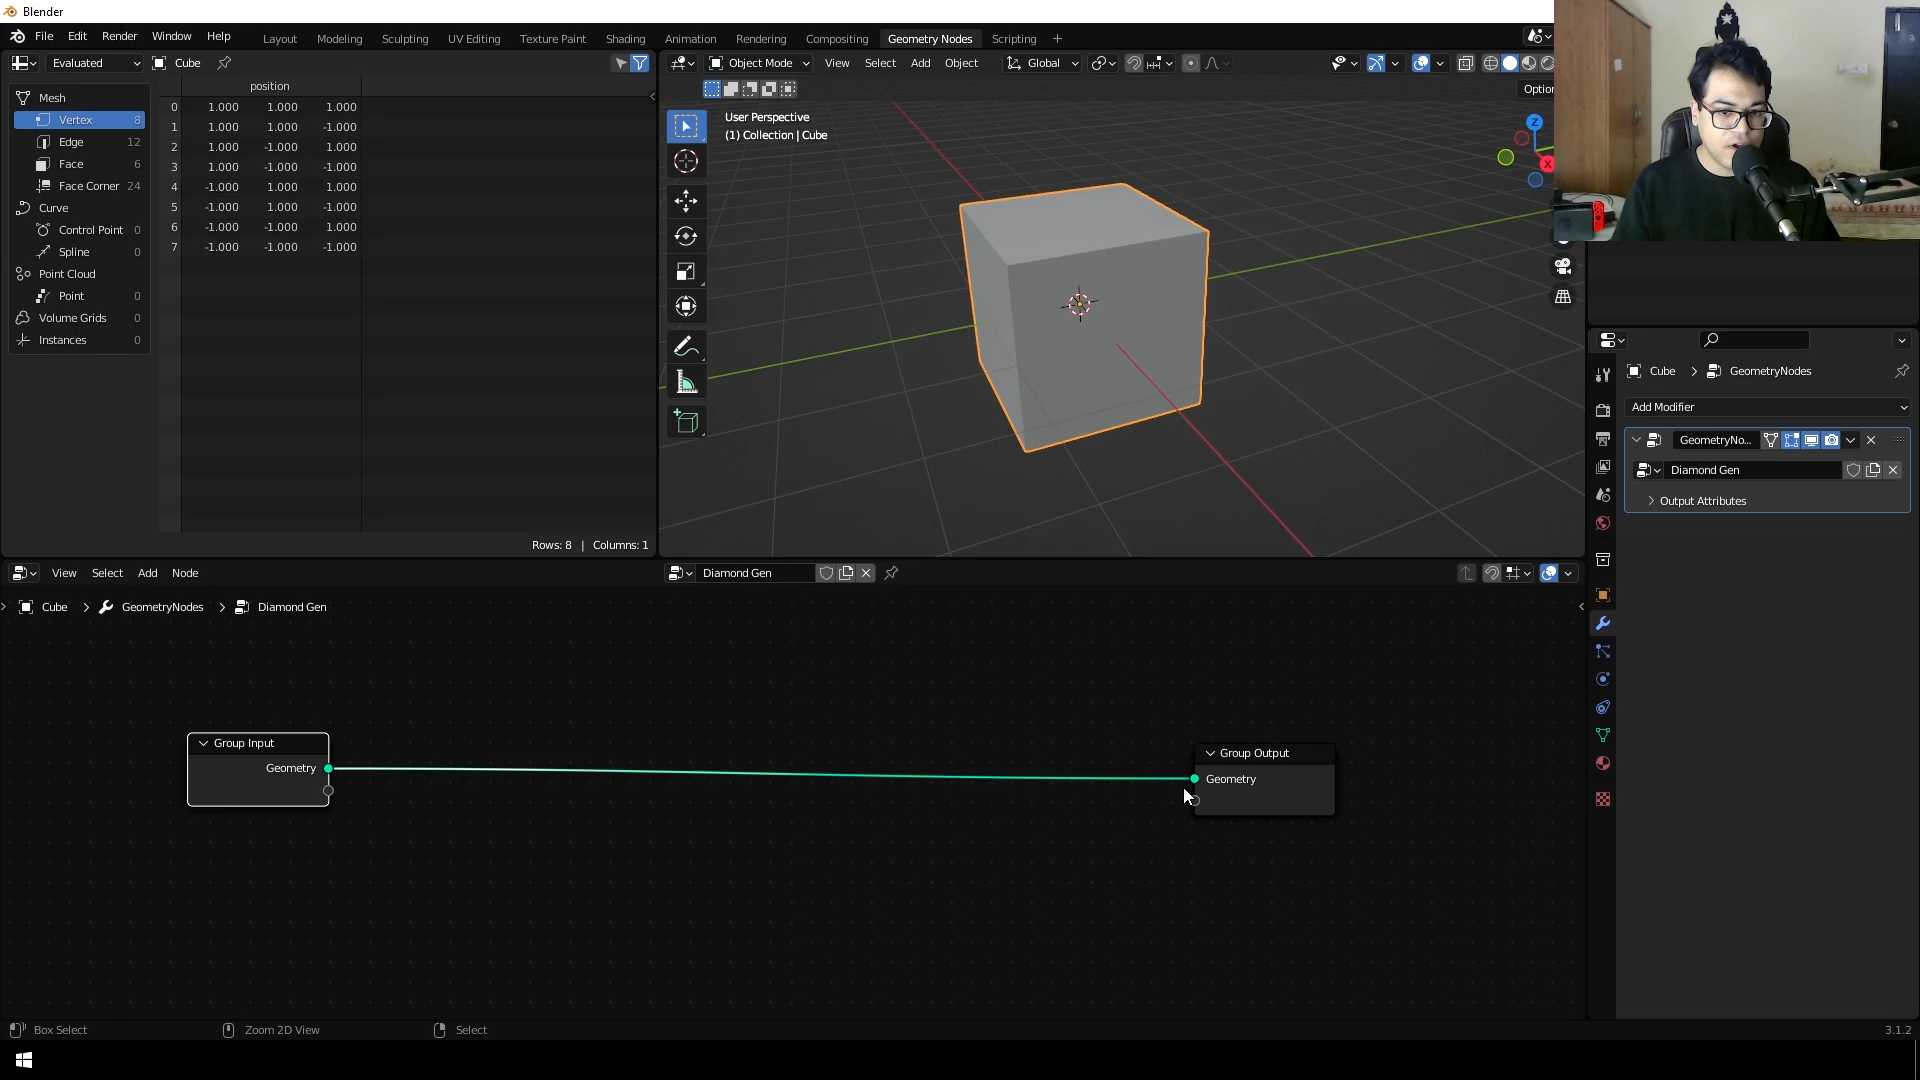 Blender
File Edit Render Window Help Layout Modeling Sculpting UV Editing Texture Paint Shading Animation Rendering Compositing Geometry Nodes Scripting +
Evaluated Cube
Object Mode View Select Add Object Global
position
Mesh
Vertex 8
Edge 12
Face 6
Face Corner 24
Curve
Control Point 0
Spline 0
Point Cloud
Point 0
Volume Grids 0
Instances 0
0 1.000 1.000 1.000
1 1.000 1.000 -1.000
2 1.000 -1.000 1.000
3 1.000 -1.000 -1.000
4 -1.000 1.000 1.000
5 -1.000 1.000 -1.000
6 -1.000 -1.000 1.000
7 -1.000 -1.000 -1.000
Rows: 8 | Columns: 1
Optior
User Perspective
(1) Collection | Cube
Z
X
Cube GeometryNodes
Add Modifier
GeometryNo...
Diamond Gen
Output Attributes
View Select Add Node Diamond Gen
Cube GeometryNodes Diamond Gen
Group Input
Geometry
Group Output
Geometry
Box Select Zoom 2D View Select 3.1.2